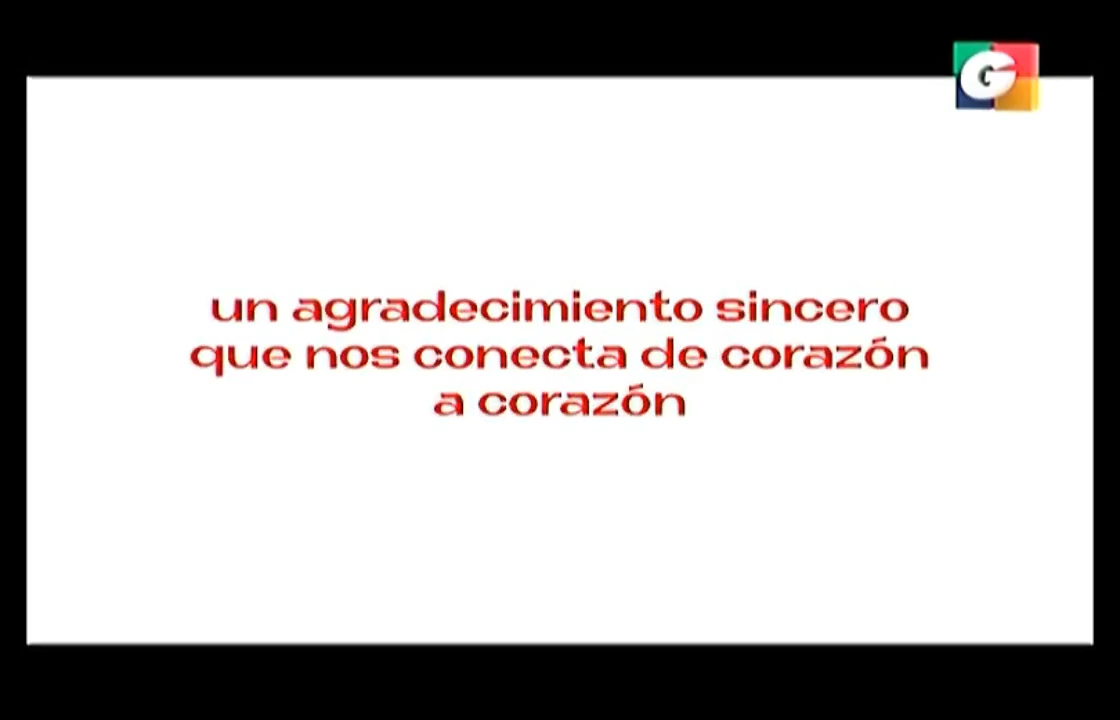 G
un agradecimiento sincero
que nos conecta de corazón
a corazón